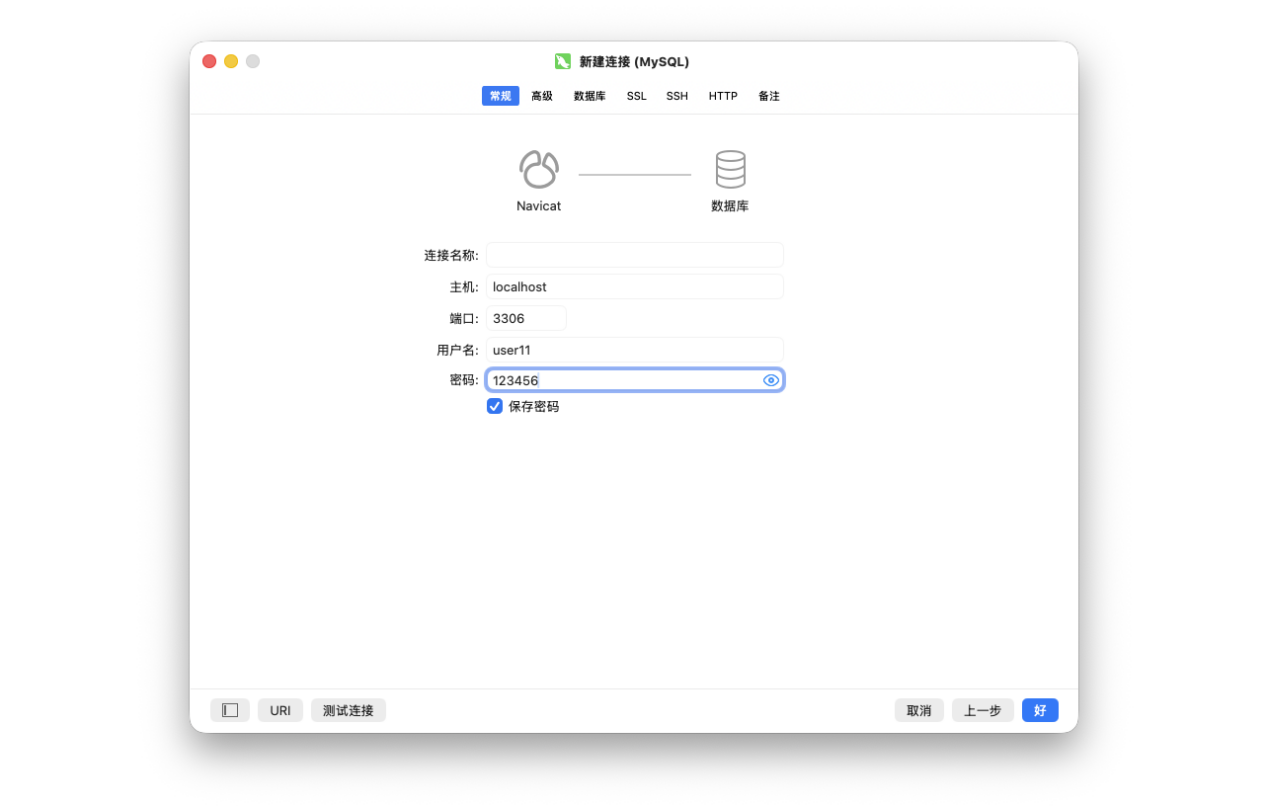 新建连接 (MySQL)
常规 高级 数据库 SSL SSH HTTP 备注
Navicat 数据库
连接名称:
主机: localhost
端口: 3306
用户名: user11
密码: 123456
保存密码
URI 测试连接 取消 上一步 好